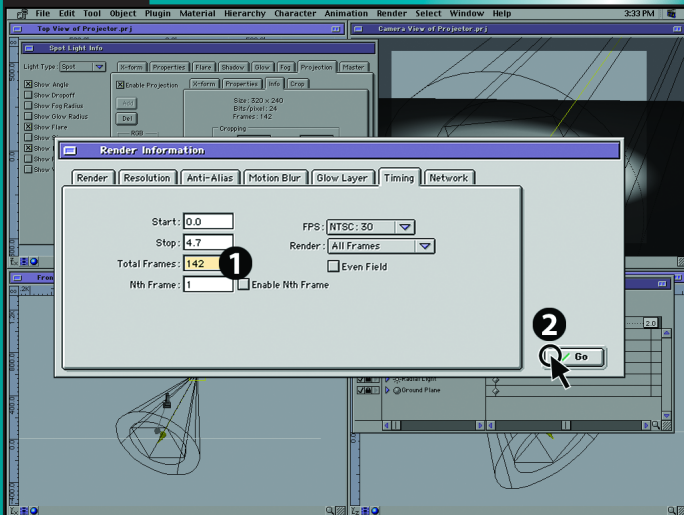 File Edit Tool Object Plugin Material Hierarchy Character Animation Render Select Window Help 3:33 PM
Top View of Projector.prj
Camera View of Projector.prj
Spot Light Info
Light Type: Spot
X-form Properties Flare Shadow Glow Fog Projection Master
Show Angle
Show Dropoff
Show Fog Radius
Show Glow Radius
Show Flare
Enable Projection
X-form Properties Info Crop
Add
Del
RGB
Size: 320 x 240
Bits/pixel: 24
Frames: 142
Cropping
Render Information
Render Resolution Anti-Alias Motion Blur Glow Layer Timing Network
Start: 0.0
FPS: NTSC: 30
Stop: 4.7
Render: All Frames
Total Frames: 142
1
Even Field
Nth Frame: 1
Enable Nth Frame
2
Go
2.0
Radial Light
Ground Plane